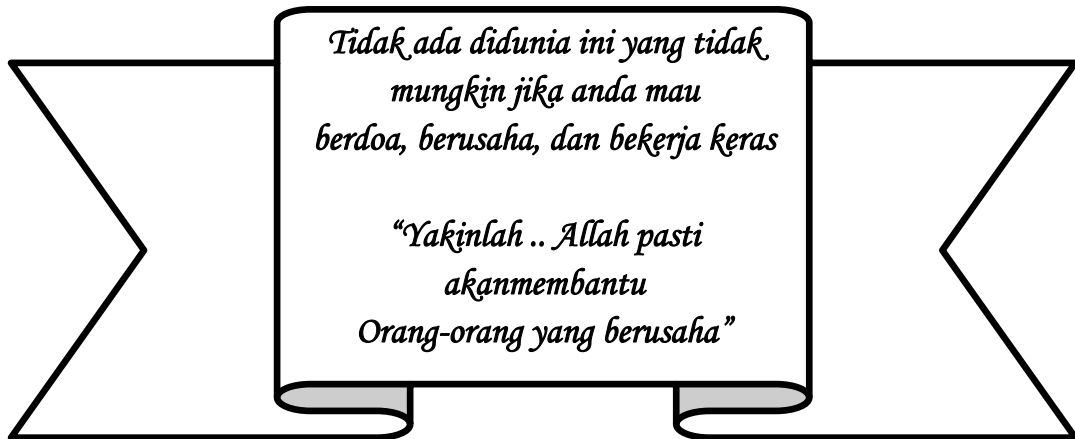 Tidak ada didunia ini yang tidak
mungkin jika anda mau
berdoa, berusaha, dan bekerja keras
“Yakinlah .. Allah pasti
akanmembantu
Orang-orang yang berusaha”